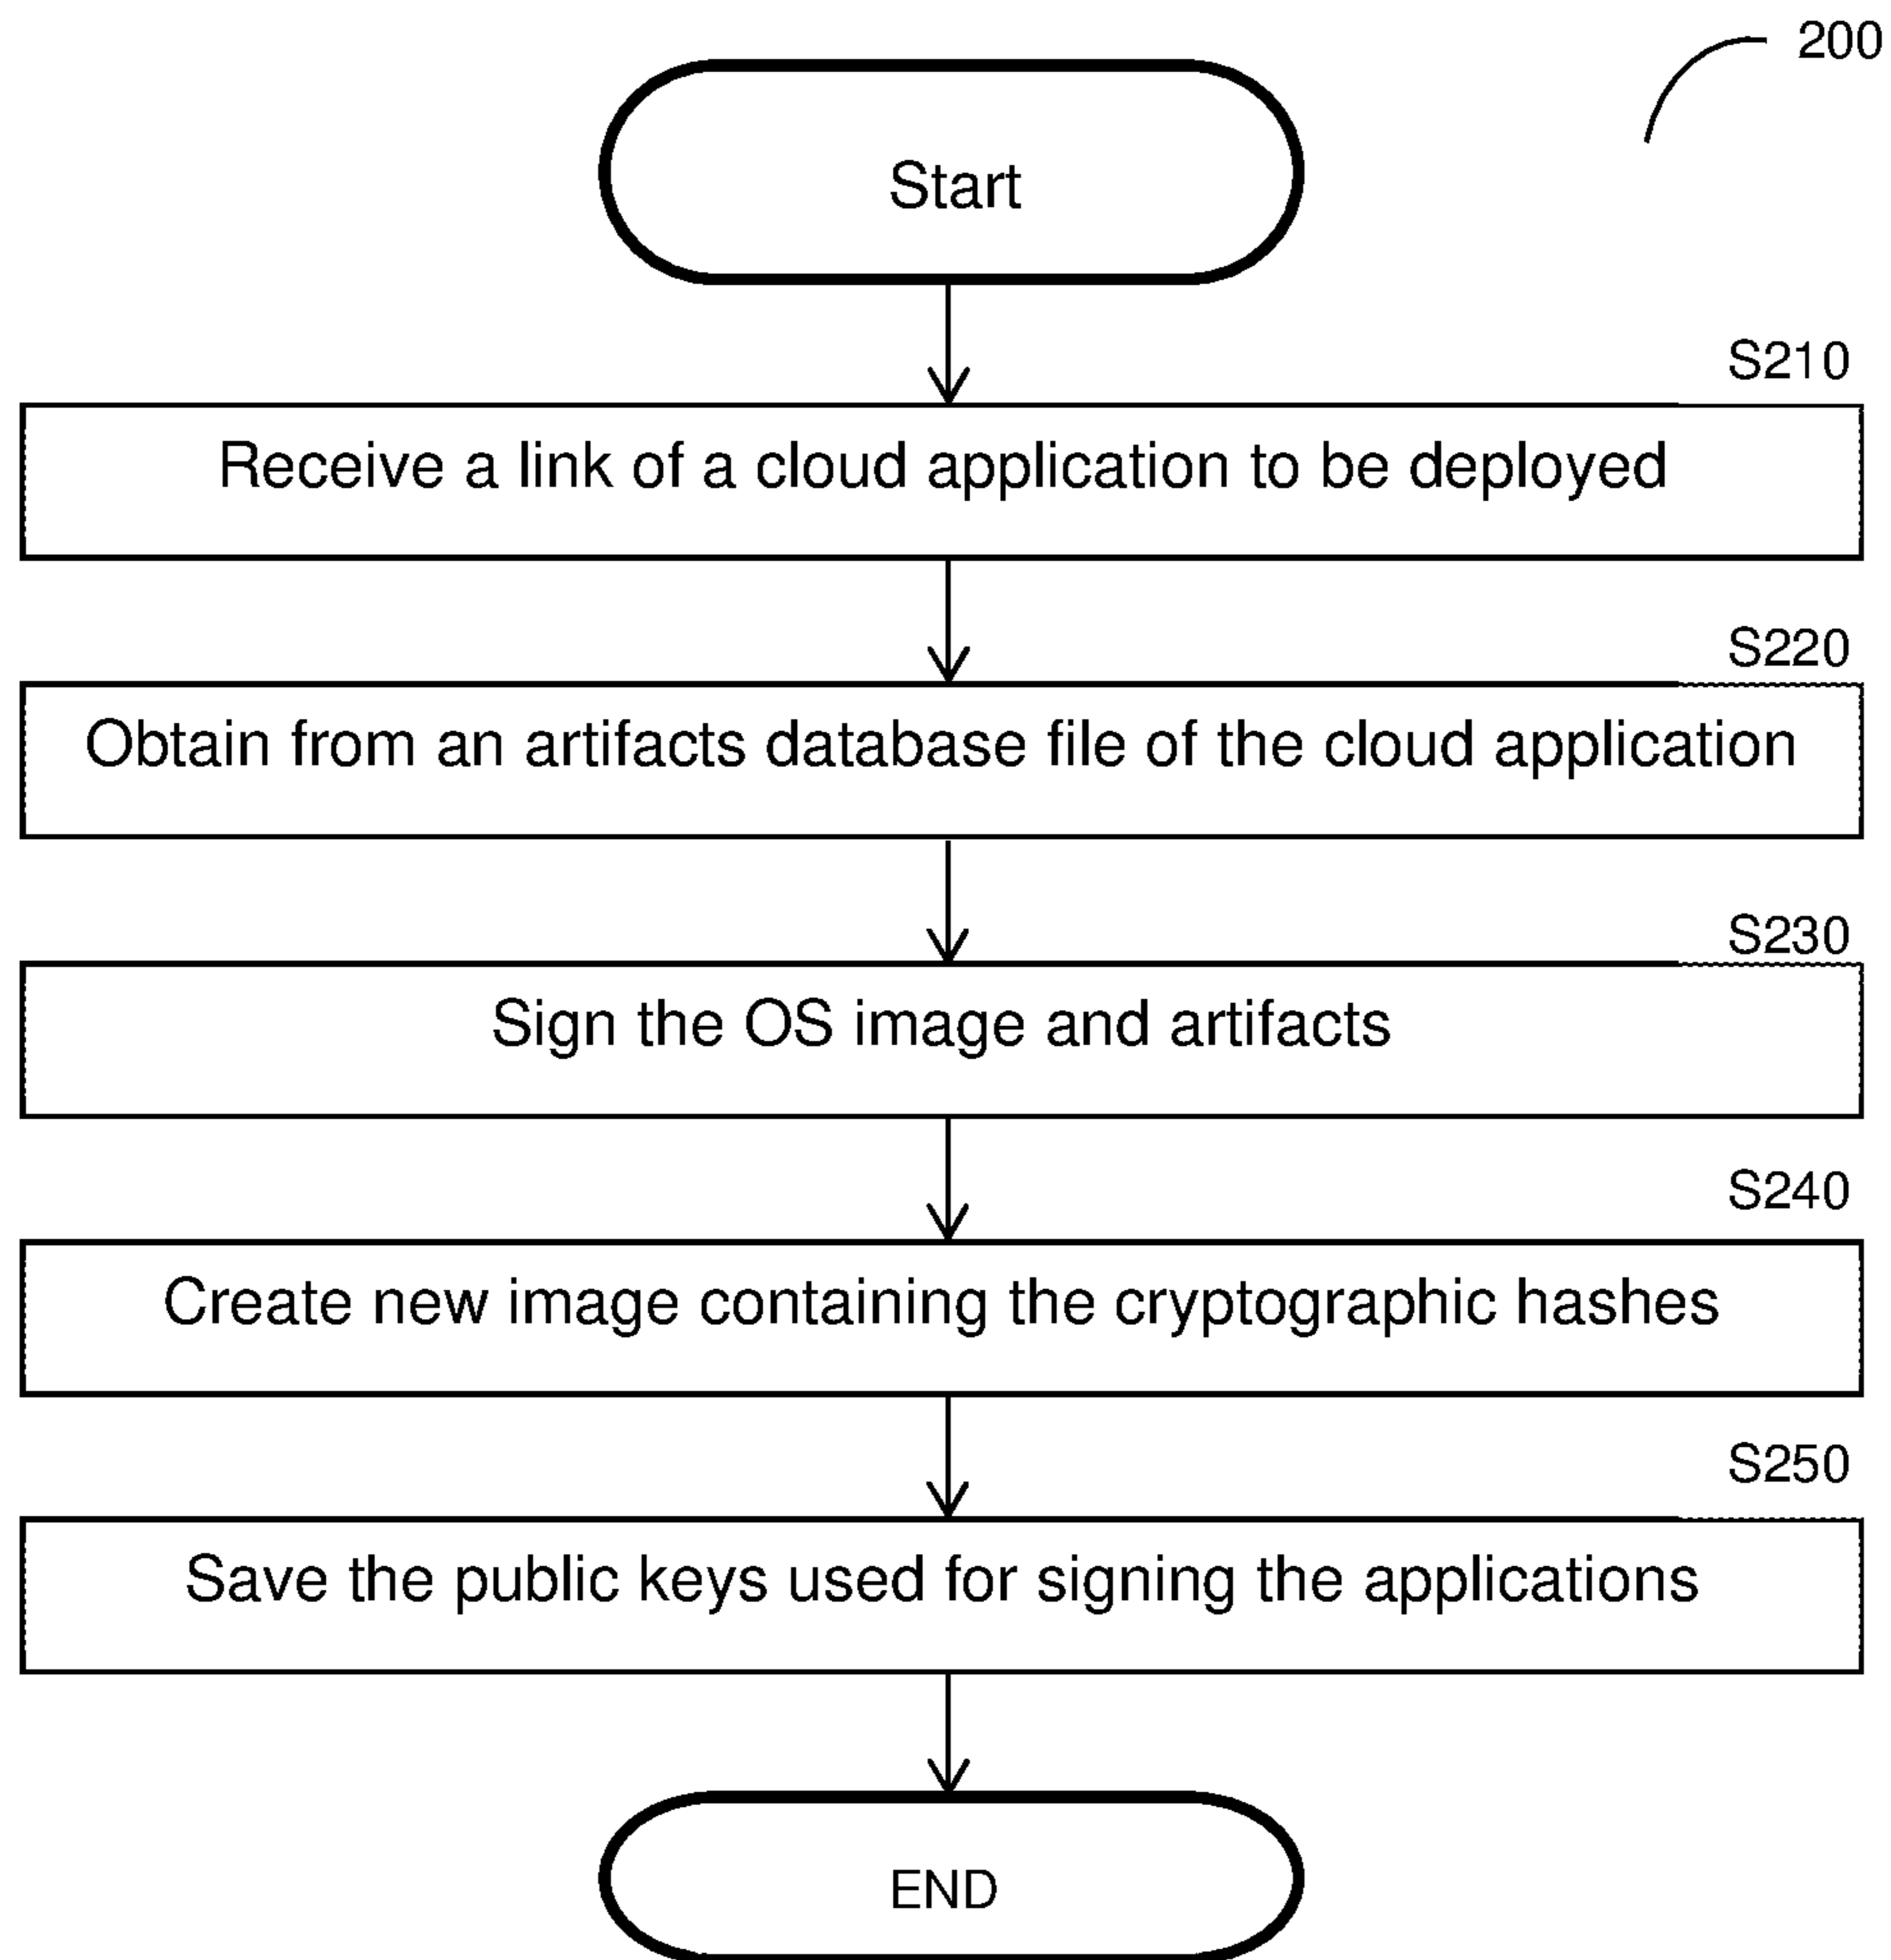 200
Start
S210
Receive a link of a cloud application to be deployed
S220
Obtain from an artifacts database file of the cloud application
S230
Sign the OS image and artifacts
S240
Create new image containing the cryptographic hashes
S250
Save the public keys used for signing the applications
END